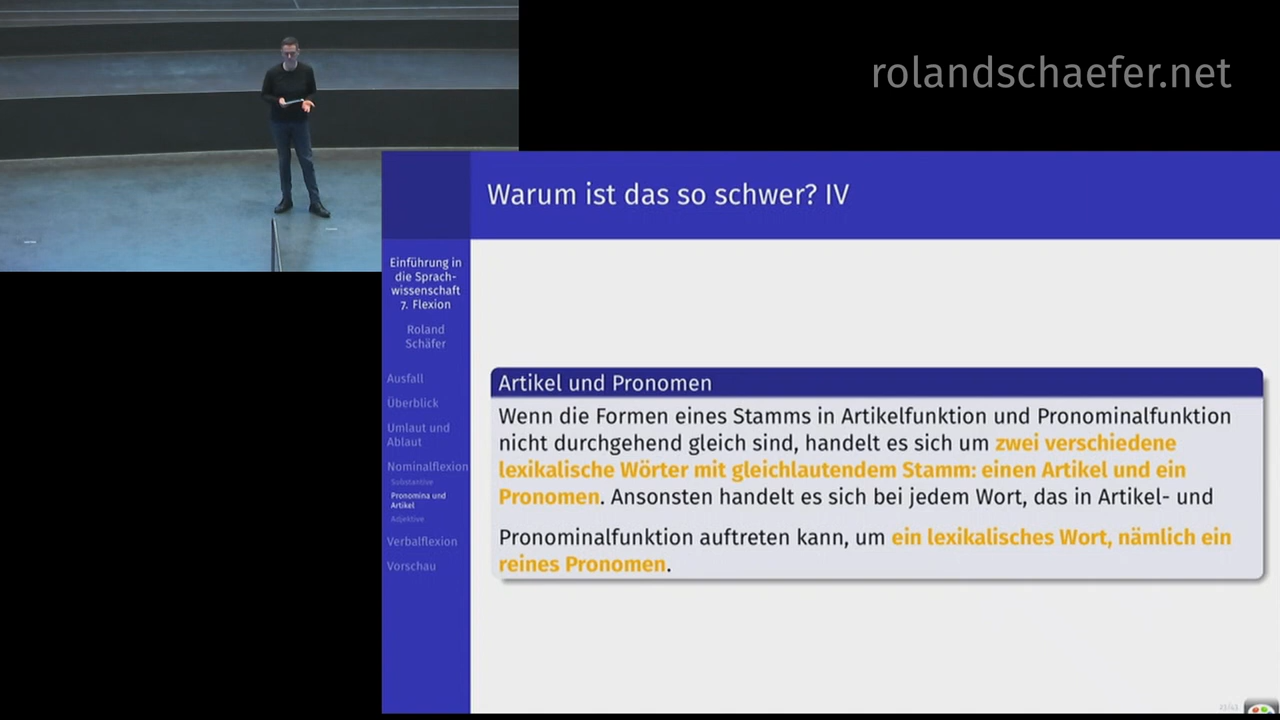 rolandschaefer.net
Warum ist das so schwer? IV
Einführung in
die Sprach-
wissenschaft
7. Flexion
Roland
Schäfer
Ausfall
Überblick
Umlaut und
Ablaut
Nominalflexion
Substantive
Pronomina und
Artikel
Adjektive
Verbalflexion
Vorschau
Artikel und Pronomen
Wenn die Formen eines Stamms in Artikelfunktion und Pronominalfunktion
nicht durchgehend gleich sind, handelt es sich um zwei verschiedene
lexikalische Wörter mit gleichlautendem Stamm: einen Artikel und ein
Pronomen. Ansonsten handelt es sich bei jedem Wort, das in Artikel- und
Pronominalfunktion auftreten kann, um ein lexikalisches Wort, nämlich ein
reines Pronomen.